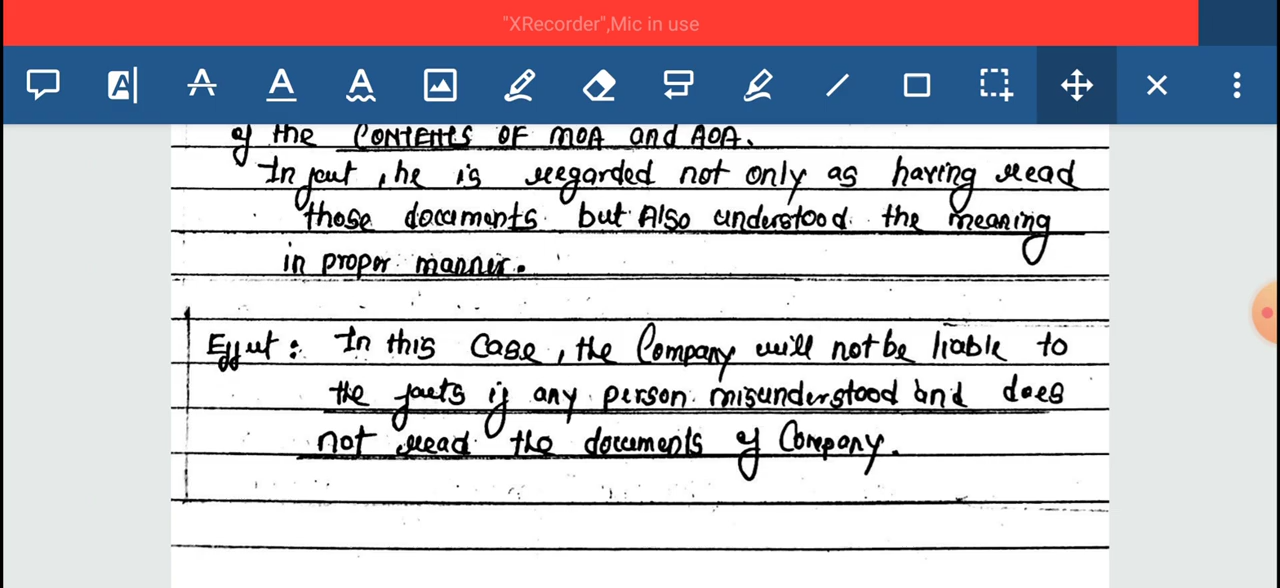 "XRecorder",Mic in use
of the CONTENTS OF MOA and AOA.
In fact, he is regarded not only as having read
those documents but Also understood the meaning
in proper manner.
Effect: In this Case, the Company will not be liable to
the facts if any person misunderstood and does
not read the documents of Company.